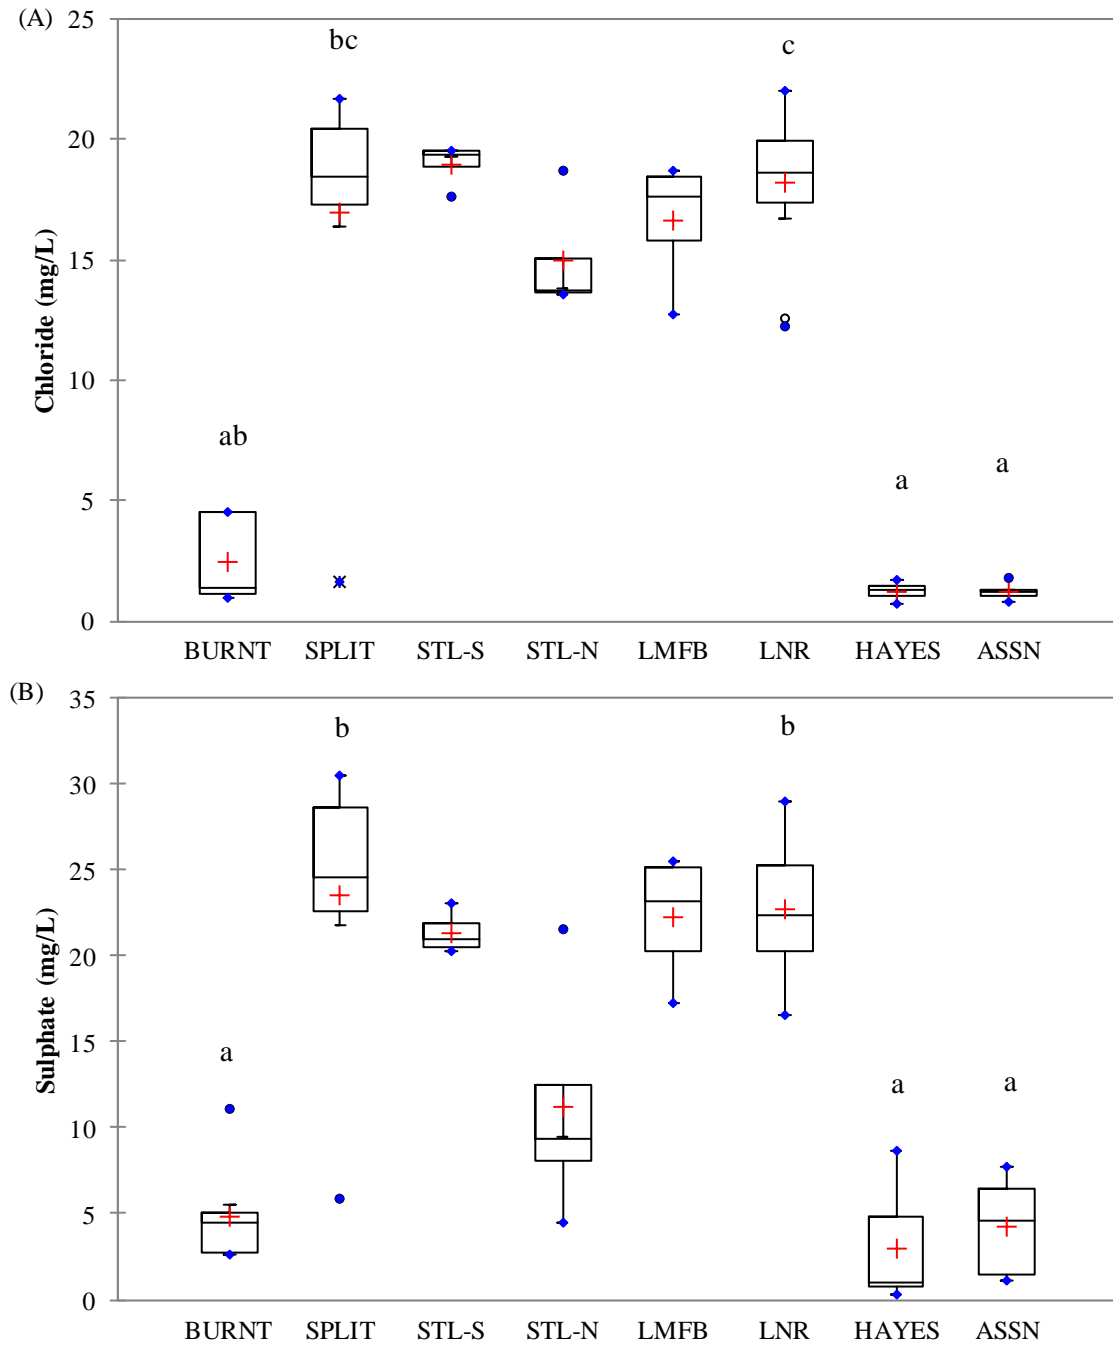 (A)
25
20
15
10
5
0
Chloride (mg/L)
bc
c
ab
a
a
BURNT SPLIT STL-S STL-N LMFB LNR HAYES ASSN
(B)
35
30
25
20
15
10
5
0
Sulphate (mg/L)
b
b
a
a
a
BURNT SPLIT STL-S STL-N LMFB LNR HAYES ASSN